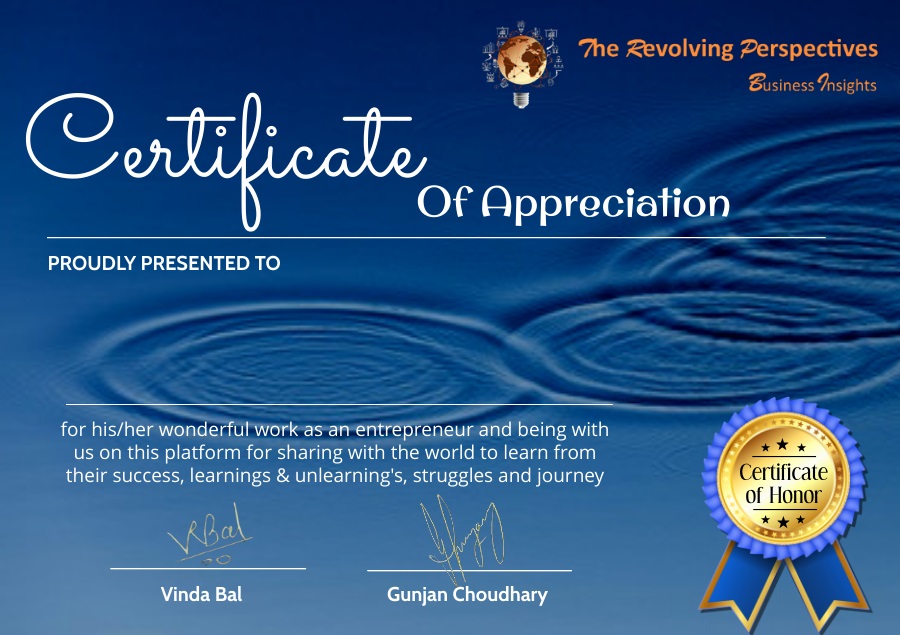 The Revolving Perspectives
Business Insights
Certificate
Of Appreciation
PROUDLY PRESENTED TO
for his/her wonderful work as an entrepreneur and being with
us on this platform for sharing with the world to learn from
their success, learnings & unlearning's, struggles and journey
Certificate
of Honor
VRBal
Vinda Bal
Gunjan Choudhary